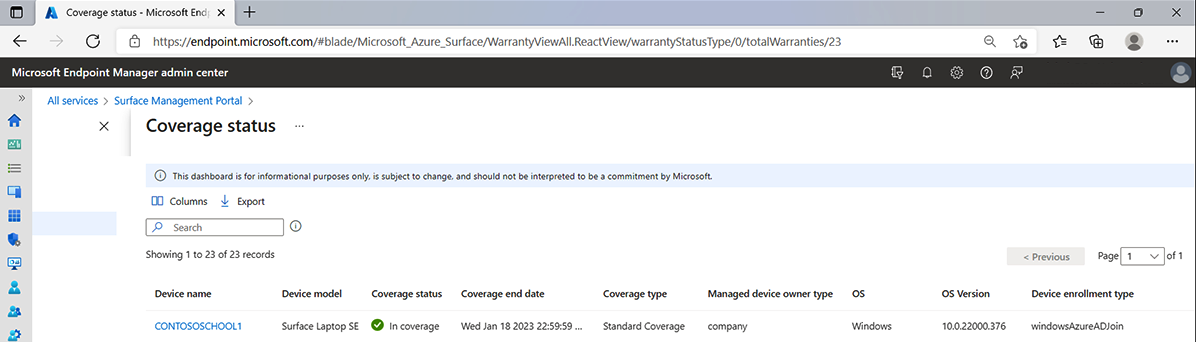 Coverage status - Microsoft Endp
https://endpoint.microsoft.com/#blade/Microsoft_Azure_Surface/WarrantyViewAll.ReactView/warrantyStatusType/0/totalWarranties/23
Microsoft Endpoint Manager admin center
All services > Surface Management Portal >
Coverage status ...
This dashboard is for informational purposes only, is subject to change, and should not be interpreted to be a commitment by Microsoft.
Columns Export
Search
Showing 1 to 23 of 23 records
< Previous Page 1 of 1
Device name Device model Coverage status Coverage end date Coverage type Managed device owner type OS OS Version Device enrollment type
CONTOSOSCHOOL1 Surface Laptop SE In coverage Wed Jan 18 2023 22:59:59 ... Standard Coverage company Windows 10.0.22000.376 windowsAzureADJoin